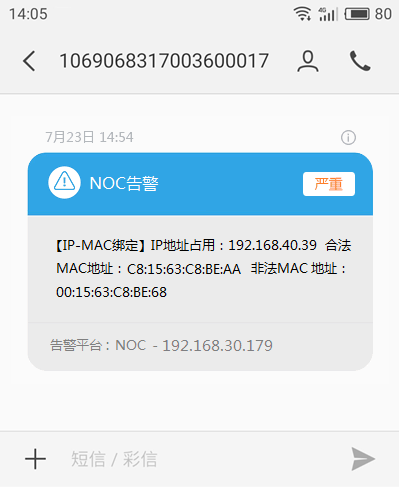 14:05 4G 80
1069068317003600017
7月23日 14:54
NOC告警 严重
【IP-MAC绑定】IP地址占用：192.168.40.39 合法
MAC地址：C8:15:63:C8:BE:AA 非法MAC 地址：
00:15:63:C8:BE:68
告警平台：NOC - 192.168.30.179
短信 / 彩信